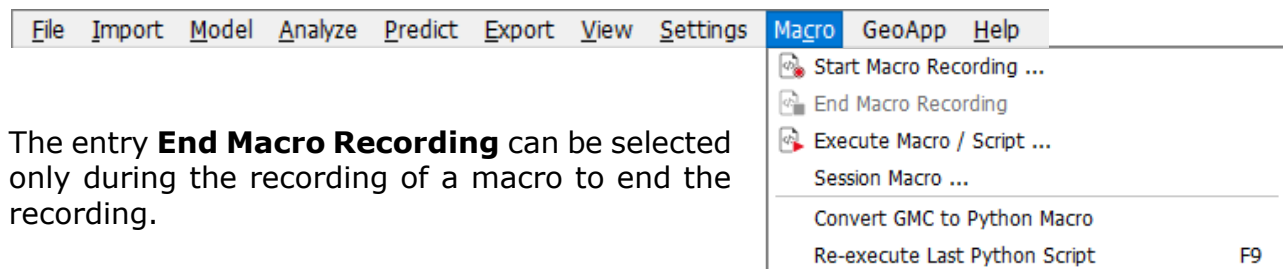 File Import Model Analyze Predict Export View Settings Macro GeoApp Help
Start Macro Recording ...
End Macro Recording
Execute Macro / Script ...
Session Macro ...
Convert GMC to Python Macro
Re-execute Last Python Script F9
The entry End Macro Recording can be selected
only during the recording of a macro to end the
recording.